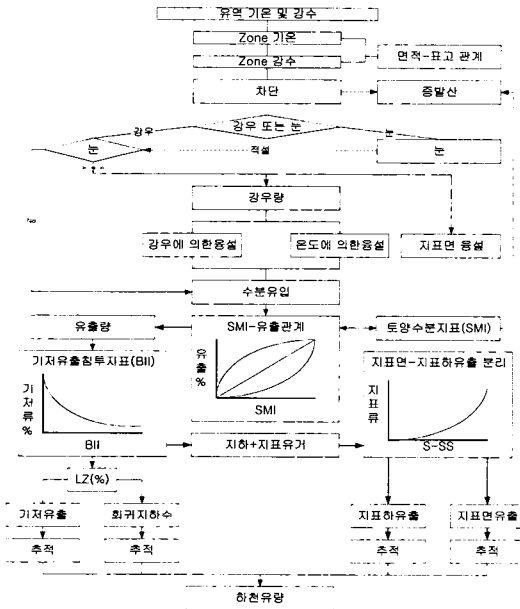 유역 기온 및 강수
Zone 기온
Zone 강수
면적-표고 관계
차단
증발산
강우
강우 또는 눈
눈
눈
적설
눈
강우량
No
강우에 의한융설
온도에 의한융설
지표면 융설
수분유입
유출량
SMI-유출관계
토양수분지표(SMI)
기저유출침투지표(BII)
유출%
지표면-지표하유출 분리
기저류%
지표류
SMI
BII
지하+지표유거
S-SS
LZ(%)
기저유출
회귀지하수
지표하유출
지표면유출
추적
추적
추적
추적
하천유량